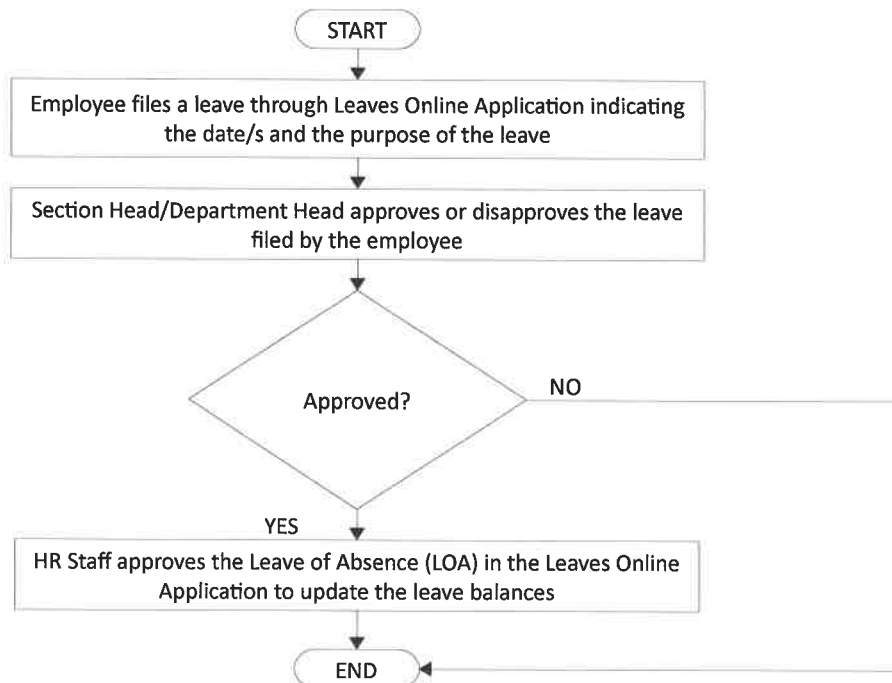 START
Employee files a leave through Leaves Online Application indicating
the date/s and the purpose of the leave
Section Head/Department Head approves or disapproves the leave
filed by the employee
Approved?
NO
YES
HR Staff approves the Leave of Absence (LOA) in the Leaves Online
Application to update the leave balances
END